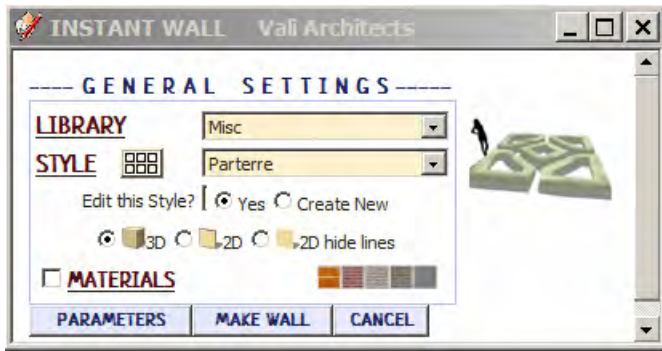 INSTANT WALL Vali Architects
---- GENERAL SETTINGS-----
LIBRARY Misc
STYLE Parterre
Edit this Style? Yes Create New
3D 2D 2D hide lines
MATERIALS
PARAMETERS MAKE WALL CANCEL